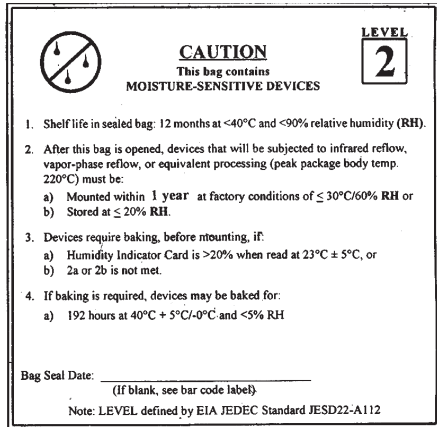 LEVEL
2
CAUTION
This bag contains
MOISTURE-SENSITIVE DEVICES
1. Shelf life in sealed bag: 12 months at <40°C and <90% relative humidity (RH).
2. After this bag is opened, devices that will be subjected to infrared reflow,
vapor-phase reflow, or equivalent processing (peak package body temp.
220°C) must be:
a) Mounted within 1 year at factory conditions of ≤ 30°C/60% RH or
b) Stored at ≤ 20% RH.
3. Devices require baking, before mounting, if:
a) Humidity Indicator Card is >20% when read at 23°C ± 5°C, or
b) 2a or 2b is not met.
4. If baking is required, devices may be baked for:
a) 192 hours at 40°C + 5°C/-0°C and <5% RH
Bag Seal Date:
(If blank, see bar code label)
Note: LEVEL defined by EIA JEDEC Standard JESD22-A112